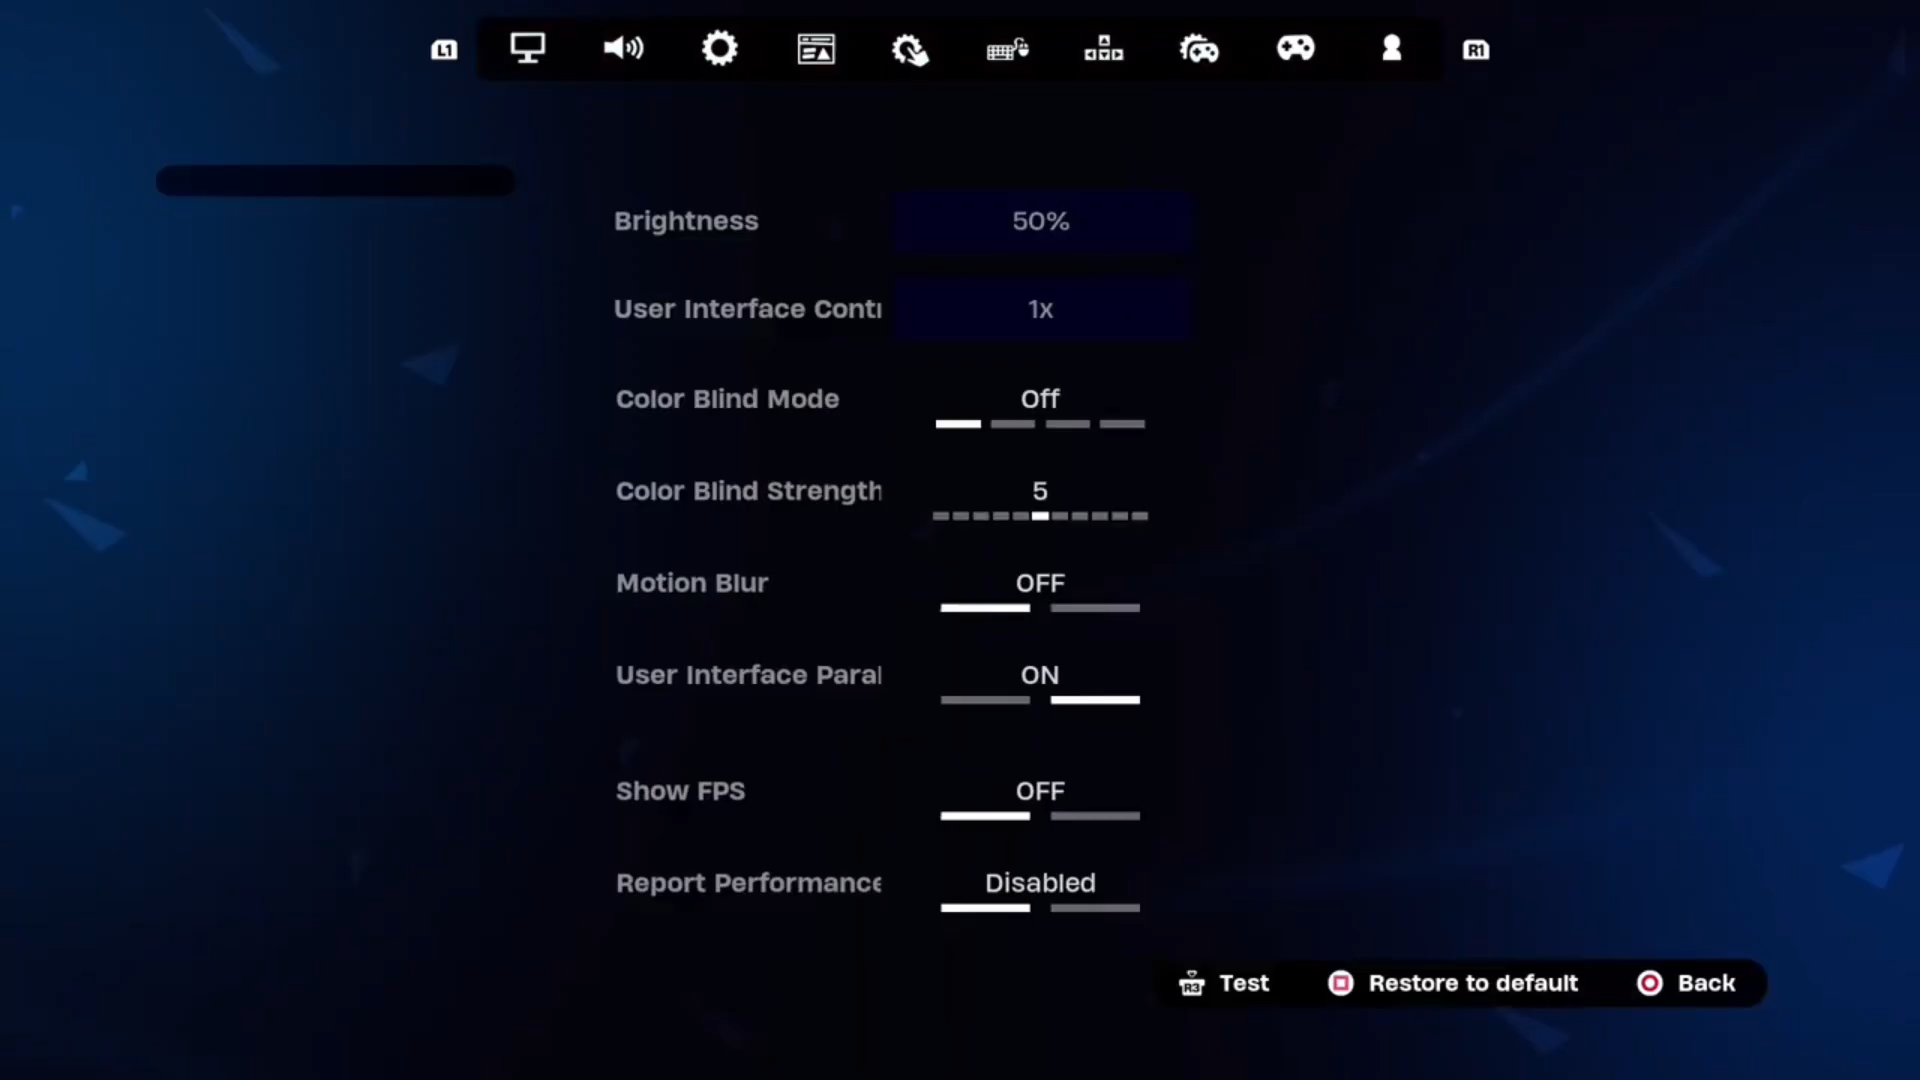 L1
R1
Brightness 50%
User Interface Contr 1x
Color Blind Mode Off
Color Blind Strength 5
Motion Blur OFF
User Interface Paral ON
Show FPS OFF
Report Performance Disabled
R3 Test Restore to default Back